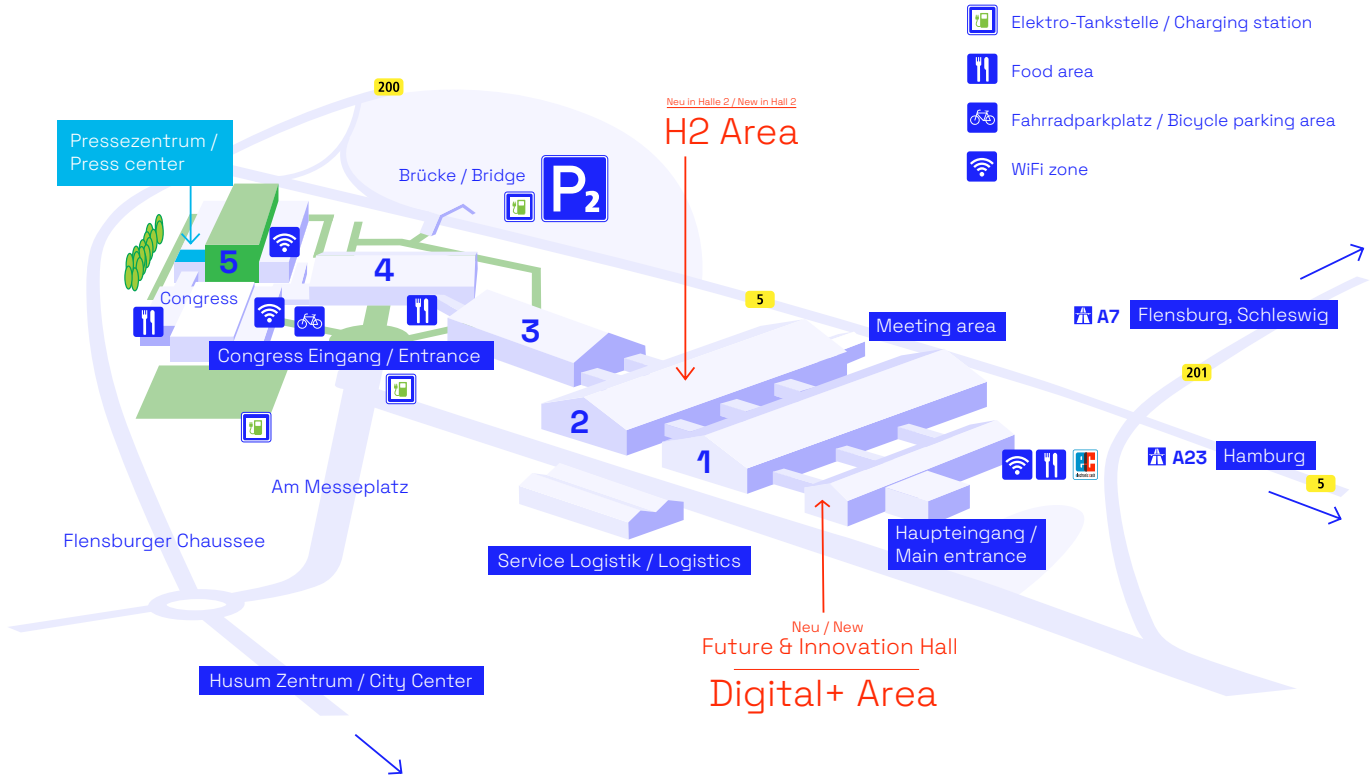 Elektro-Tankstelle / Charging station
Food area
Fahrradparkplatz / Bicycle parking area
WiFi zone
200
Neu in Halle 2 / New in Hall 2
H2 Area
Pressezentrum /
Press center
Brücke / Bridge
P2
5
4
Congress
3
5
Meeting area
A7
Flensburg, Schleswig
Congress Eingang / Entrance
201
2
1
A23
Hamburg
5
Am Messeplatz
Flensburger Chaussee
Service Logistik / Logistics
Haupteingang /
Main entrance
Neu / New
Future & Innovation Hall
Digital+ Area
Husum Zentrum / City Center